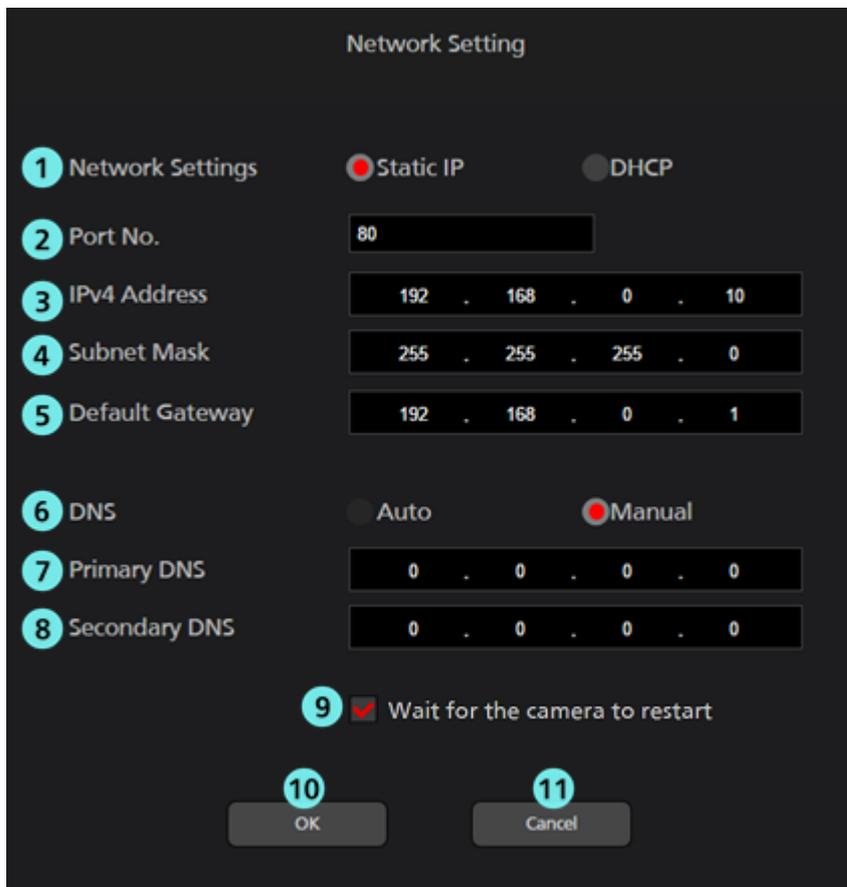 Network Setting
1 Network Settings Static IP DHCP
2 Port No. 80
3 IPv4 Address 192 . 168 . 0 . 10
4 Subnet Mask 255 . 255 . 255 . 0
5 Default Gateway 192 . 168 . 0 . 1
6 DNS Auto Manual
7 Primary DNS 0 . 0 . 0 . 0
8 Secondary DNS 0 . 0 . 0 . 0
9 Wait for the camera to restart
10 11
OK Cancel